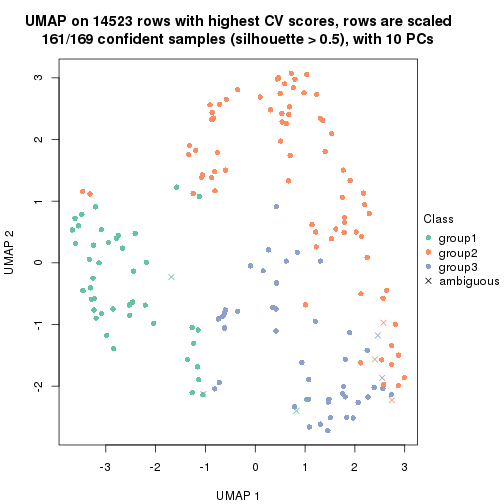 UMAP on 14523 rows with highest CV scores, rows are scaled
161/169 confident samples (silhouette > 0.5), with 10 PCs
3
2
1
0
-1
-2
UMAP 2
-3
-2
-1
0
1
2
3
UMAP 1
Class
group1
group2
group3
ambiguous